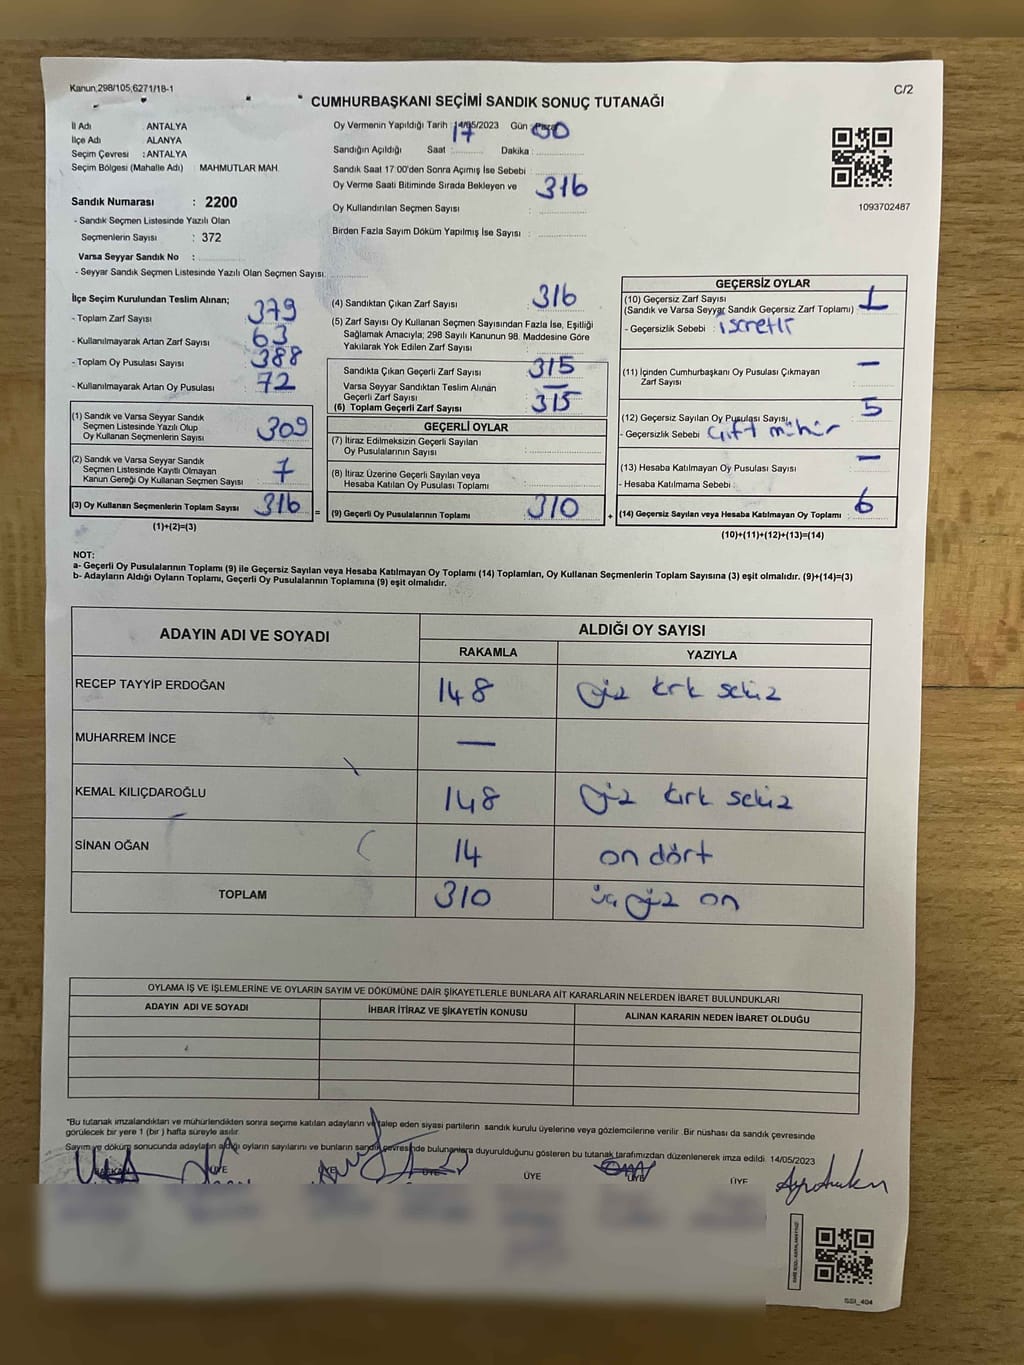 Kanun;298/105,6271/18-1
C/2
CUMHURBAŞKANI SEÇİMİ SANDIK SONUÇ TUTANAĞI
İl Adı ANTALYA
İlçe Adı ALANYA
Seçim Çevresi :ANTALYA
Seçim Bölgesi (Mahalle Adı) MAHMUTLAR MAH.
Sandık Numarası : 2200
- Sandık Seçmen Listesinde Yazılı Olan
Seçmenlerin Sayısı : 372
Varsa Seyyar Sandık No :
- Seyyar Sandık Seçmen Listesinde Yazılı Olan Seçmen Sayısı:
Oy Vermenin Yapıldığı Tarih : 14/05/2023 Gün : Pazar
Sandığın Açıldığı Saat : 17 Dakika : 00
Sandık Saat 17:00'den Sonra Açımış İse Sebebi
Oy Verme Saati Bitiminde Sırada Bekleyen ve
Oy Kullandırılan Seçmen Sayısı : 316
Birden Fazla Sayım Döküm Yapılmış İse Sayısı :
1093702487
İlçe Seçim Kurulundan Teslim Alınan;
- Toplam Zarf Sayısı 379
- Kullanılmayarak Artan Zarf Sayısı 63
- Toplam Oy Pusulası Sayısı 388
- Kullanılmayarak Artan Oy Pusulası 72
(1) Sandık ve Varsa Seyyar Sandık
Seçmen Listesinde Yazılı Olup
Oy Kullanan Seçmenlerin Sayısı 309
(2) Sandık ve Varsa Seyyar Sandık
Seçmen Listesinde Kayıtlı Olmayan
Kanun Gereği Oy Kullanan Seçmen Sayısı 7
(3) Oy Kullanan Seçmenlerin Toplam Sayısı 316 =
(1)+(2)=(3)
(4) Sandıktan Çıkan Zarf Sayısı 316
(5) Zarf Sayısı Oy Kullanan Seçmen Sayısından Fazla İse, Eşitliği
Sağlamak Amacıyla; 298 Sayılı Kanunun 98. Maddesine Göre
Yakılarak Yok Edilen Zarf Sayısı
Sandıkta Çıkan Geçerli Zarf Sayısı 315
Varsa Seyyar Sandıktan Teslim Alınan
Geçerli Zarf Sayısı —
(6) Toplam Geçerli Zarf Sayısı 315
GEÇERLİ OYLAR
(7) İtiraz Edilmeksizin Geçerli Sayılan
Oy Pusulalarının Sayısı
(8) İtiraz Üzerine Geçerli Sayılan veya
Hesaba Katılan Oy Pusulası Toplamı
(9) Geçerli Oy Pusulalarının Toplamı 310 +
GEÇERSİZ OYLAR
(10) Geçersiz Zarf Sayısı 1
(Sandık ve Varsa Seyyar Sandık Geçersiz Zarf Toplamı) :
- Geçersizlik Sebebi : işaretli
(11) İçinden Cumhurbaşkanı Oy Pusulası Çıkmayan —
Zarf Sayısı
(12) Geçersiz Sayılan Oy Pusulası Sayısı 5
- Geçersizlik Sebebi çift mühür
(13) Hesaba Katılmayan Oy Pusulası Sayısı —
- Hesaba Katılmama Sebebi :
(14) Geçersiz Sayılan veya Hesaba Katılmayan Oy Toplamı 6
(10)+(11)+(12)+(13)=(14)
NOT:
a- Geçerli Oy Pusulalarının Toplamı (9) ile Geçersiz Sayılan veya Hesaba Katılmayan Oy Toplamı (14) Toplamları, Oy Kullanan Seçmenlerin Toplam Sayısına (3) eşit olmalıdır. (9)+(14)=(3)
b- Adayların Aldığı Oyların Toplamı, Geçerli Oy Pusulalarının Toplamına (9) eşit olmalıdır.
ADAYIN ADI VE SOYADI ALDIĞI OY SAYISI
RAKAMLA YAZIYLA
RECEP TAYYİP ERDOĞAN 148 yüz kırk sekiz
MUHARREM İNCE —
KEMAL KILIÇDAROĞLU 148 yüz kırk sekiz
SİNAN OĞAN 14 on dört
TOPLAM 310 üç yüz on
OYLAMA İŞ VE İŞLEMLERİNE VE OYLARIN SAYIM VE DÖKÜMÜNE DAİR ŞİKAYETLERLE BUNLARA AİT KARARLARIN NELERDEN İBARET BULUNDUKLARI
ADAYIN ADI VE SOYADI İHBAR İTİRAZ VE ŞİKAYETİN KONUSU ALINAN KARARIN NEDEN İBARET OLDUĞU
"Bu tutanak imzalandıktan ve mühürlendikten sonra seçime katılan adayların ve talep eden siyasi partilerin sandık kurulu üyelerine veya gözlemcilerine verilir. Bir nüshası da sandık çevresinde
görülecek bir yere 1 (bir ) hafta süreyle asılır.
Sayım ve döküm sonucunda adayların aldığı oyların sayılarını ve bunların sandık çevresinde bulunanlara duyurulduğunu gösteren bu tutanak tarafımızdan düzenlenerek imza edildi. 14/05/2023
BAŞKAN ÜYE ÜYE ÜYE ÜYE ÜYE ÜYE
SSI_404